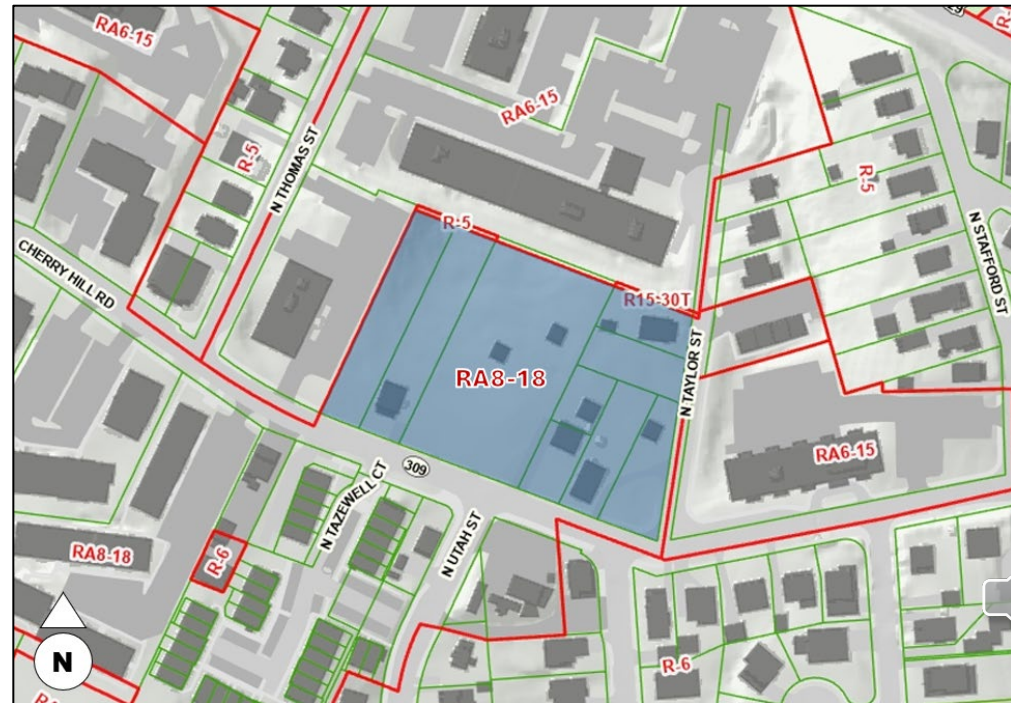 RA6-15
29
R-
R-5
N THOMAS ST
RA6-15
R-5
N STAFFORD ST
CHERRY HILL RD
R-5
R15-30T
RA8-18
N TAYLOR ST
309
N TAZEWELL CT
N UTAH ST
RA6-15
RA8-18
R-6
N
R-6